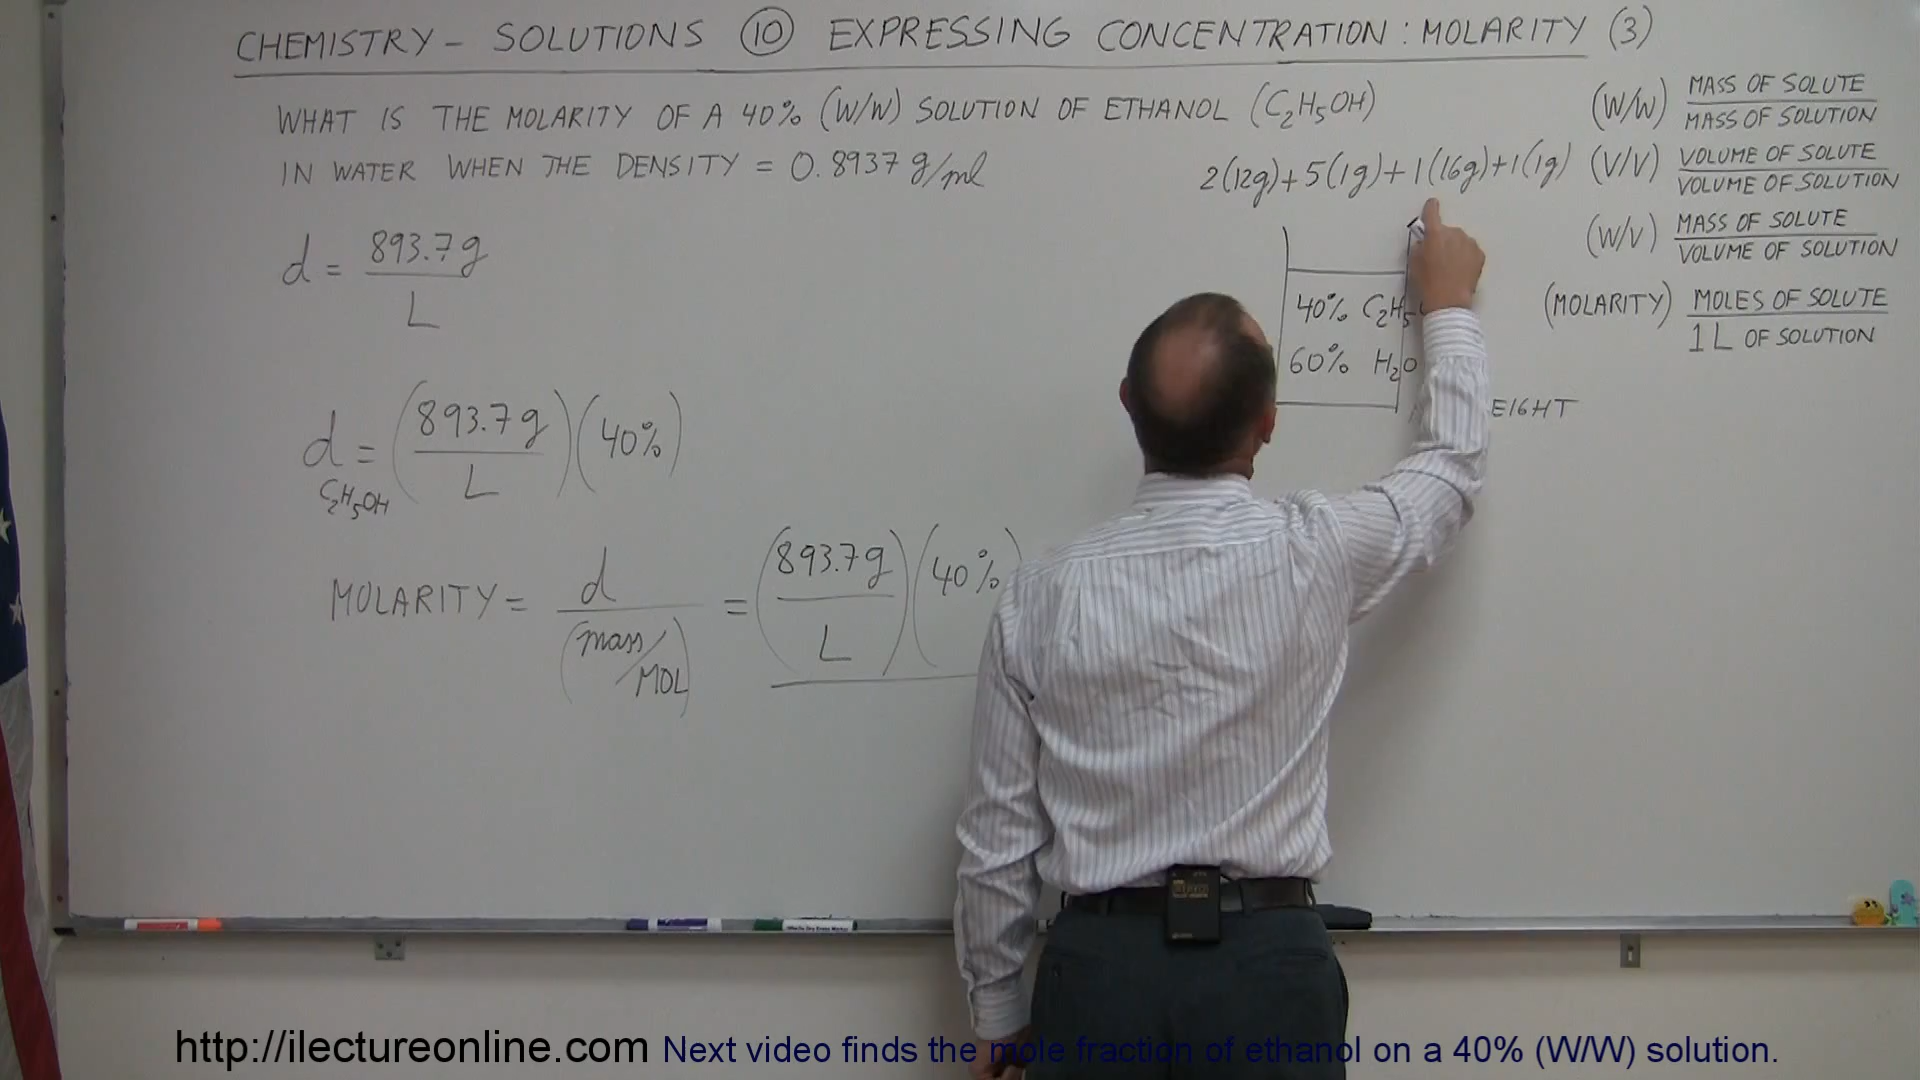 CHEMISTRY - SOLUTIONS ⑩ EXPRESSING CONCENTRATION: MOLARITY (3)
WHAT IS THE MOLARITY OF A 40% (W/W) SOLUTION OF ETHANOL (C₂H₅OH)
IN WATER WHEN THE DENSITY = 0.8937 g/ml
2(12g)+5(1g)+1(16g)+1(1g)
(W/W) MASS OF SOLUTE
MASS OF SOLUTION
(V/V) VOLUME OF SOLUTE
VOLUME OF SOLUTION
(W/V) MASS OF SOLUTE
VOLUME OF SOLUTION
(MOLARITY) MOLES OF SOLUTE
1L OF SOLUTION
d = 893.7g
L
40% C₂H₅
60% H₂O
EIGHT
d = (893.7g / L)(40%)
C₂H₅OH
MOLARITY = d / (mass/MOL) = (893.7g / L)(40%)
http://ilectureonline.com Next video finds the mole fraction of ethanol on a 40% (W/W) solution.